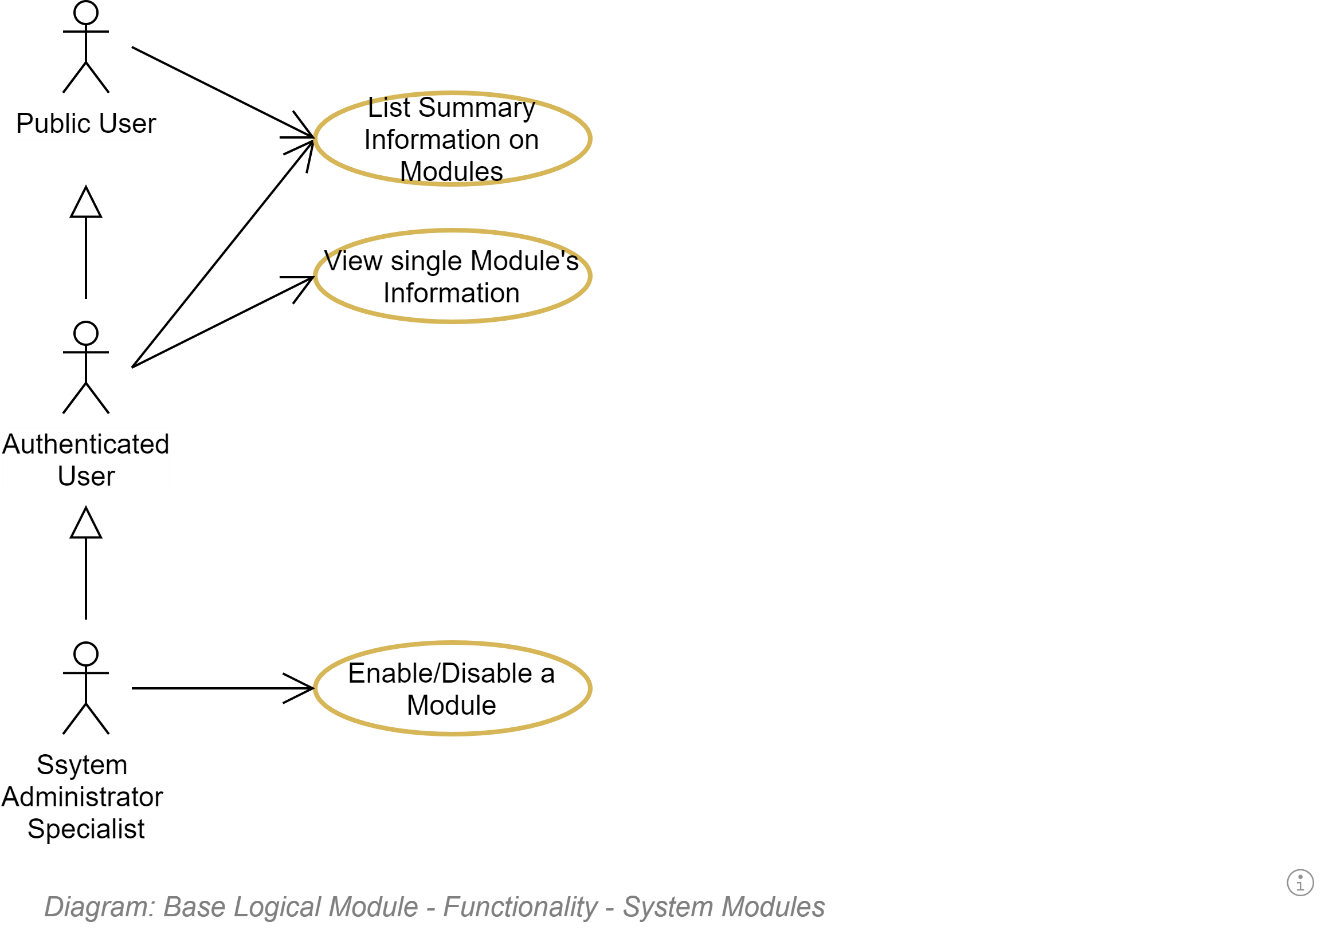 Public User
List Summary
Information on
Modules
View single Module's
Information
Authenticated
User
Enable/Disable a
Module
Ssytem
Administrator
Specialist
Diagram: Base Logical Module - Functionality - System Modules